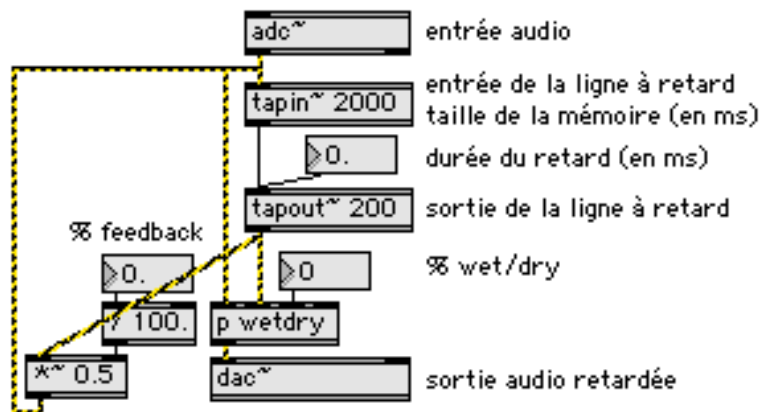 adc~ entrée audio
entrée de la ligne à retard
tapin~ 2000 taille de la mémoire (en ms)
0. durée du retard (en ms)
tapout~ 200 sortie de la ligne à retard
% feedback
0. 0 % wet/dry
/ 100. p wetdry
*~ 0.5 dac~ sortie audio retardée